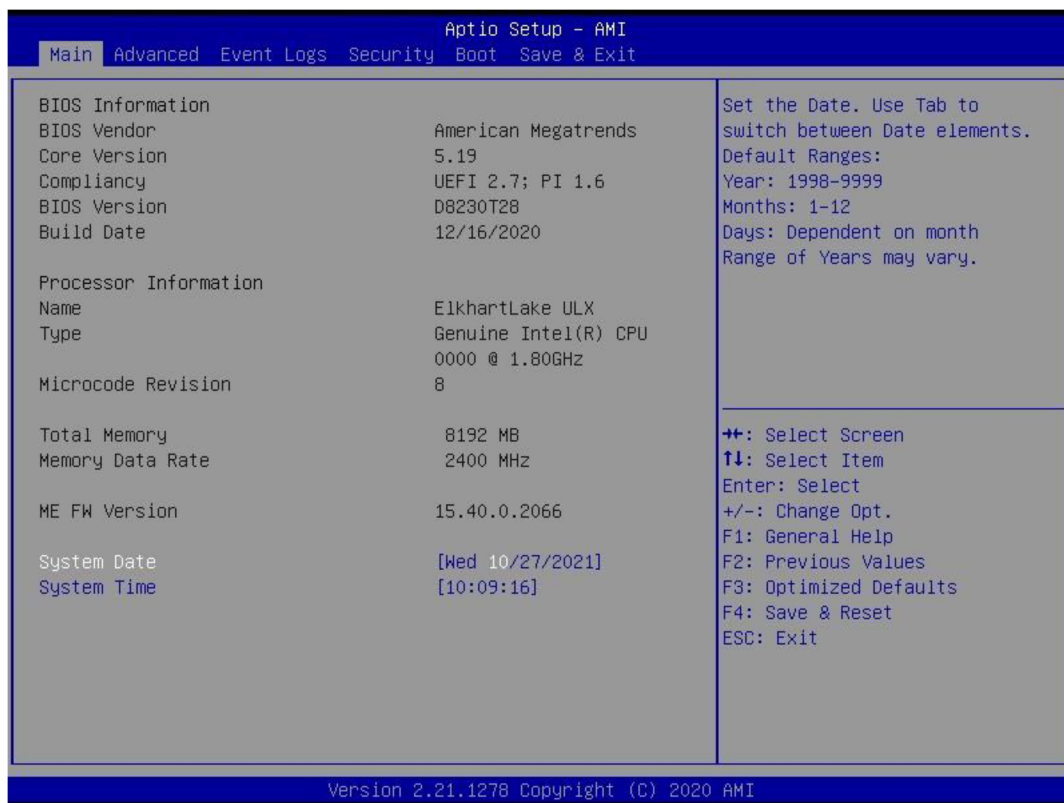 Aptio Setup - AMI
Main Advanced Event Logs Security Boot Save & Exit
BIOS Information
BIOS Vendor American Megatrends
Core Version 5.19
Compliancy UEFI 2.7; PI 1.6
BIOS Version D8230T28
Build Date 12/16/2020
Processor Information
Name ElkhartLake ULX
Type Genuine Intel(R) CPU
0000 @ 1.80GHz
Microcode Revision 8
Total Memory 8192 MB
Memory Data Rate 2400 MHz
ME FW Version 15.40.0.2066
System Date [Wed 10/27/2021]
System Time [10:09:16]
Set the Date. Use Tab to
switch between Date elements.
Default Ranges:
Year: 1998-9999
Months: 1-12
Days: Dependent on month
Range of Years may vary.
→←: Select Screen
↑↓: Select Item
Enter: Select
+/-: Change Opt.
F1: General Help
F2: Previous Values
F3: Optimized Defaults
F4: Save & Reset
ESC: Exit
Version 2.21.1278 Copyright (C) 2020 AMI